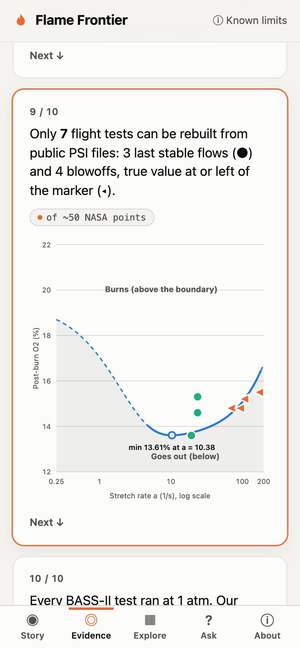 Flame Frontier
ⓘ Known limits
Next ↓
9 / 10
Only 7 flight tests can be rebuilt from
public PSI files: 3 last stable flows (●)
and 4 blowoffs, true value at or left of
the marker (◂).
of ~50 NASA points
22
20
18
16
14
12
Post-burn O2 (%)
Burns (above the boundary)
min 13.61% at a = 10.38
Goes out (below)
0.25 1 10 100 200
Stretch rate a (1/s), log scale
Next ↓
10 / 10
Every BASS-II test ran at 1 atm. Our
Story Evidence Explore Ask About